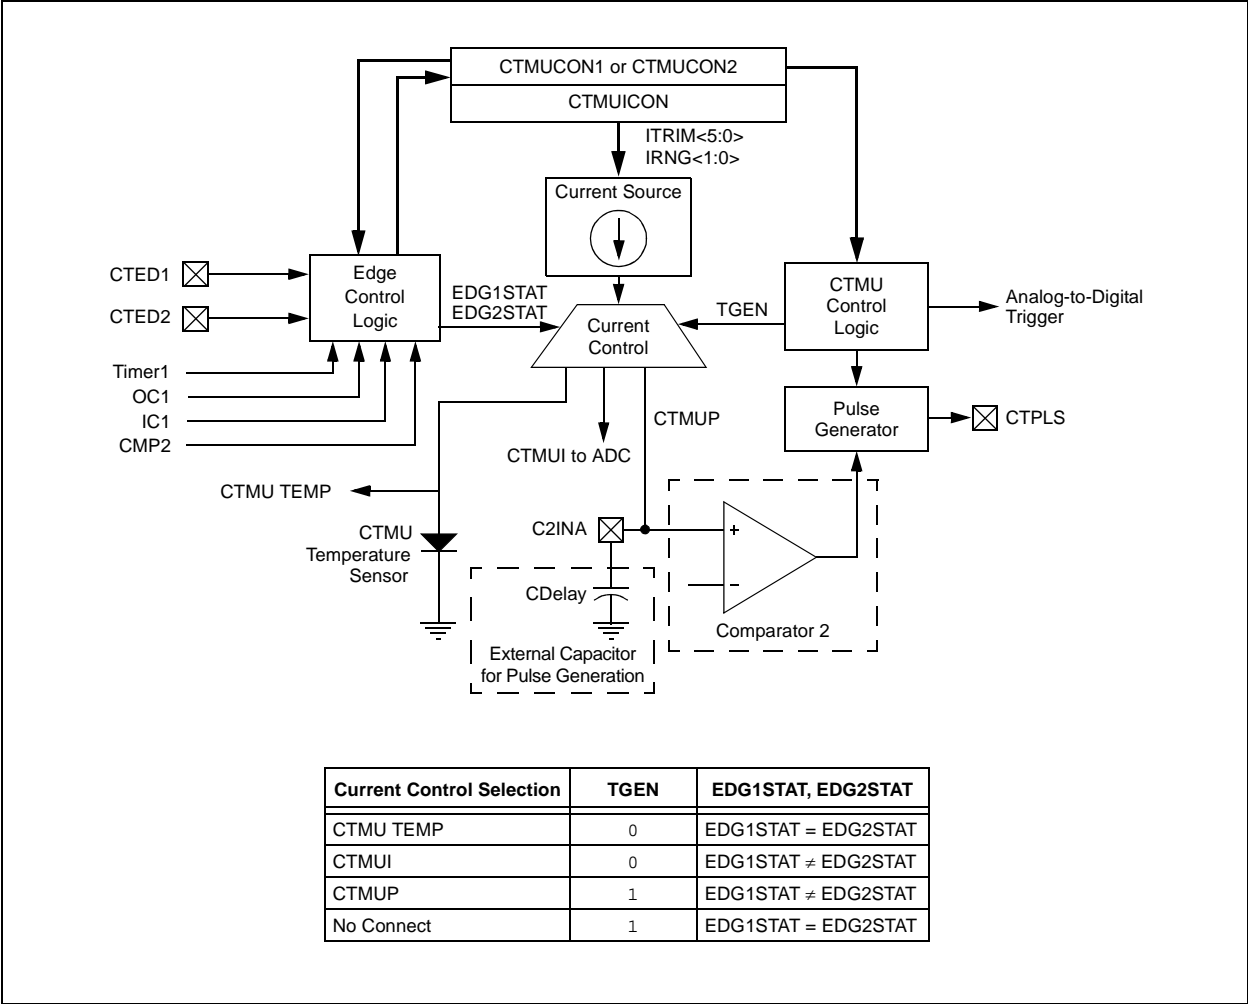 CTMUCON1 or CTMUCON2
CTMUICON
ITRIM<5:0>
IRNG<1:0>
Current Source
CTED1
CTED2
Edge
Control
Logic
EDG1STAT
EDG2STAT
Current
Control
TGEN
CTMU
Control
Logic
Analog-to-Digital
Trigger
Timer1
OC1
IC1
CMP2
Pulse
Generator
CTPLS
CTMUP
CTMUI to ADC
CTMU TEMP
CTMU
Temperature
Sensor
C2INA
+
–
CDelay
Comparator 2
External Capacitor
for Pulse Generation
Current Control Selection TGEN EDG1STAT, EDG2STAT
CTMU TEMP 0 EDG1STAT = EDG2STAT
CTMUI 0 EDG1STAT ≠ EDG2STAT
CTMUP 1 EDG1STAT ≠ EDG2STAT
No Connect 1 EDG1STAT = EDG2STAT